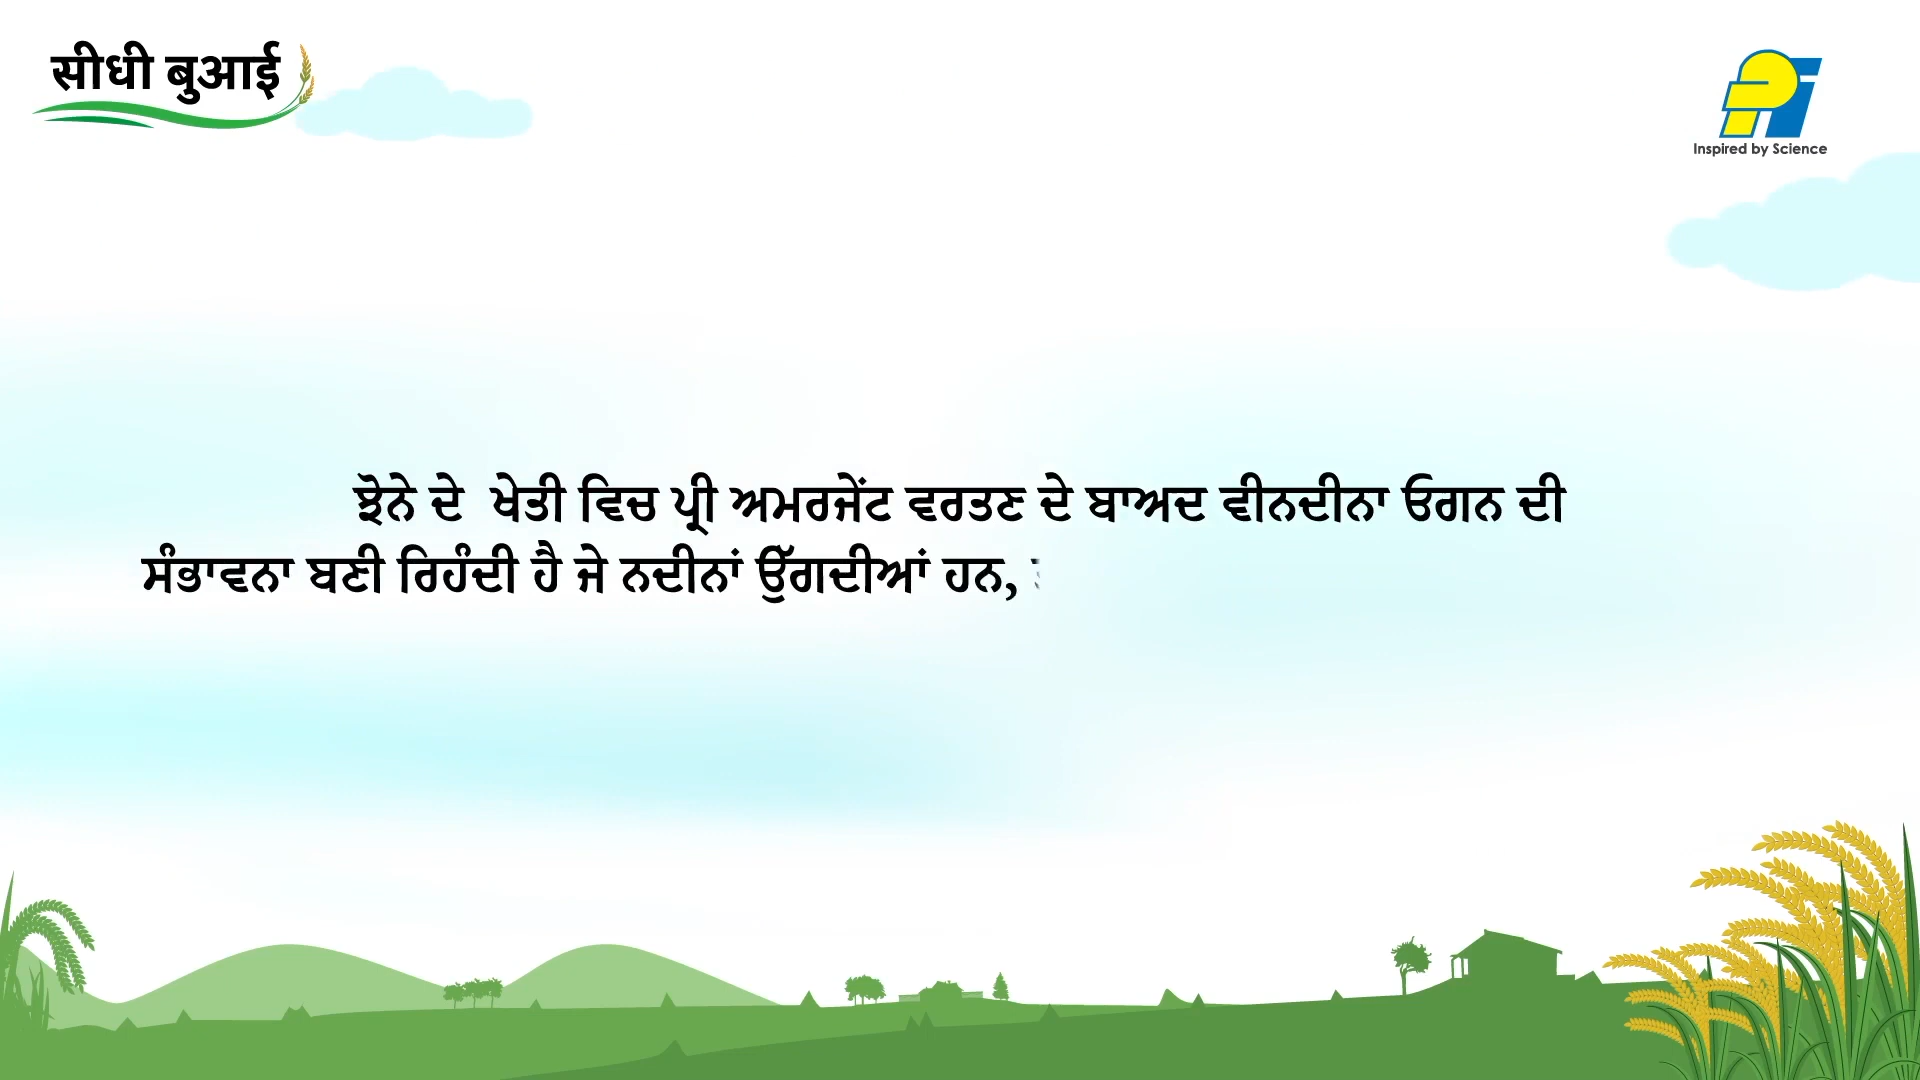 सीधी बुआई
Inspired by Science
ਝੋਨੇ ਦੇ ਖੇਤੀ ਵਿਚ ਪ੍ਰੀ ਅਮਰਜੇਂਟ ਵਰਤਣ ਦੇ ਬਾਅਦ ਵੀਨਦੀਨਾ ਓਗਨ ਦੀ
ਸੰਭਾਵਨਾ ਬਣੀ ਰਿਹੰਦੀ ਹੈ ਜੇ ਨਦੀਨਾਂ ਉੱਗਦੀਆਂ ਹਨ,